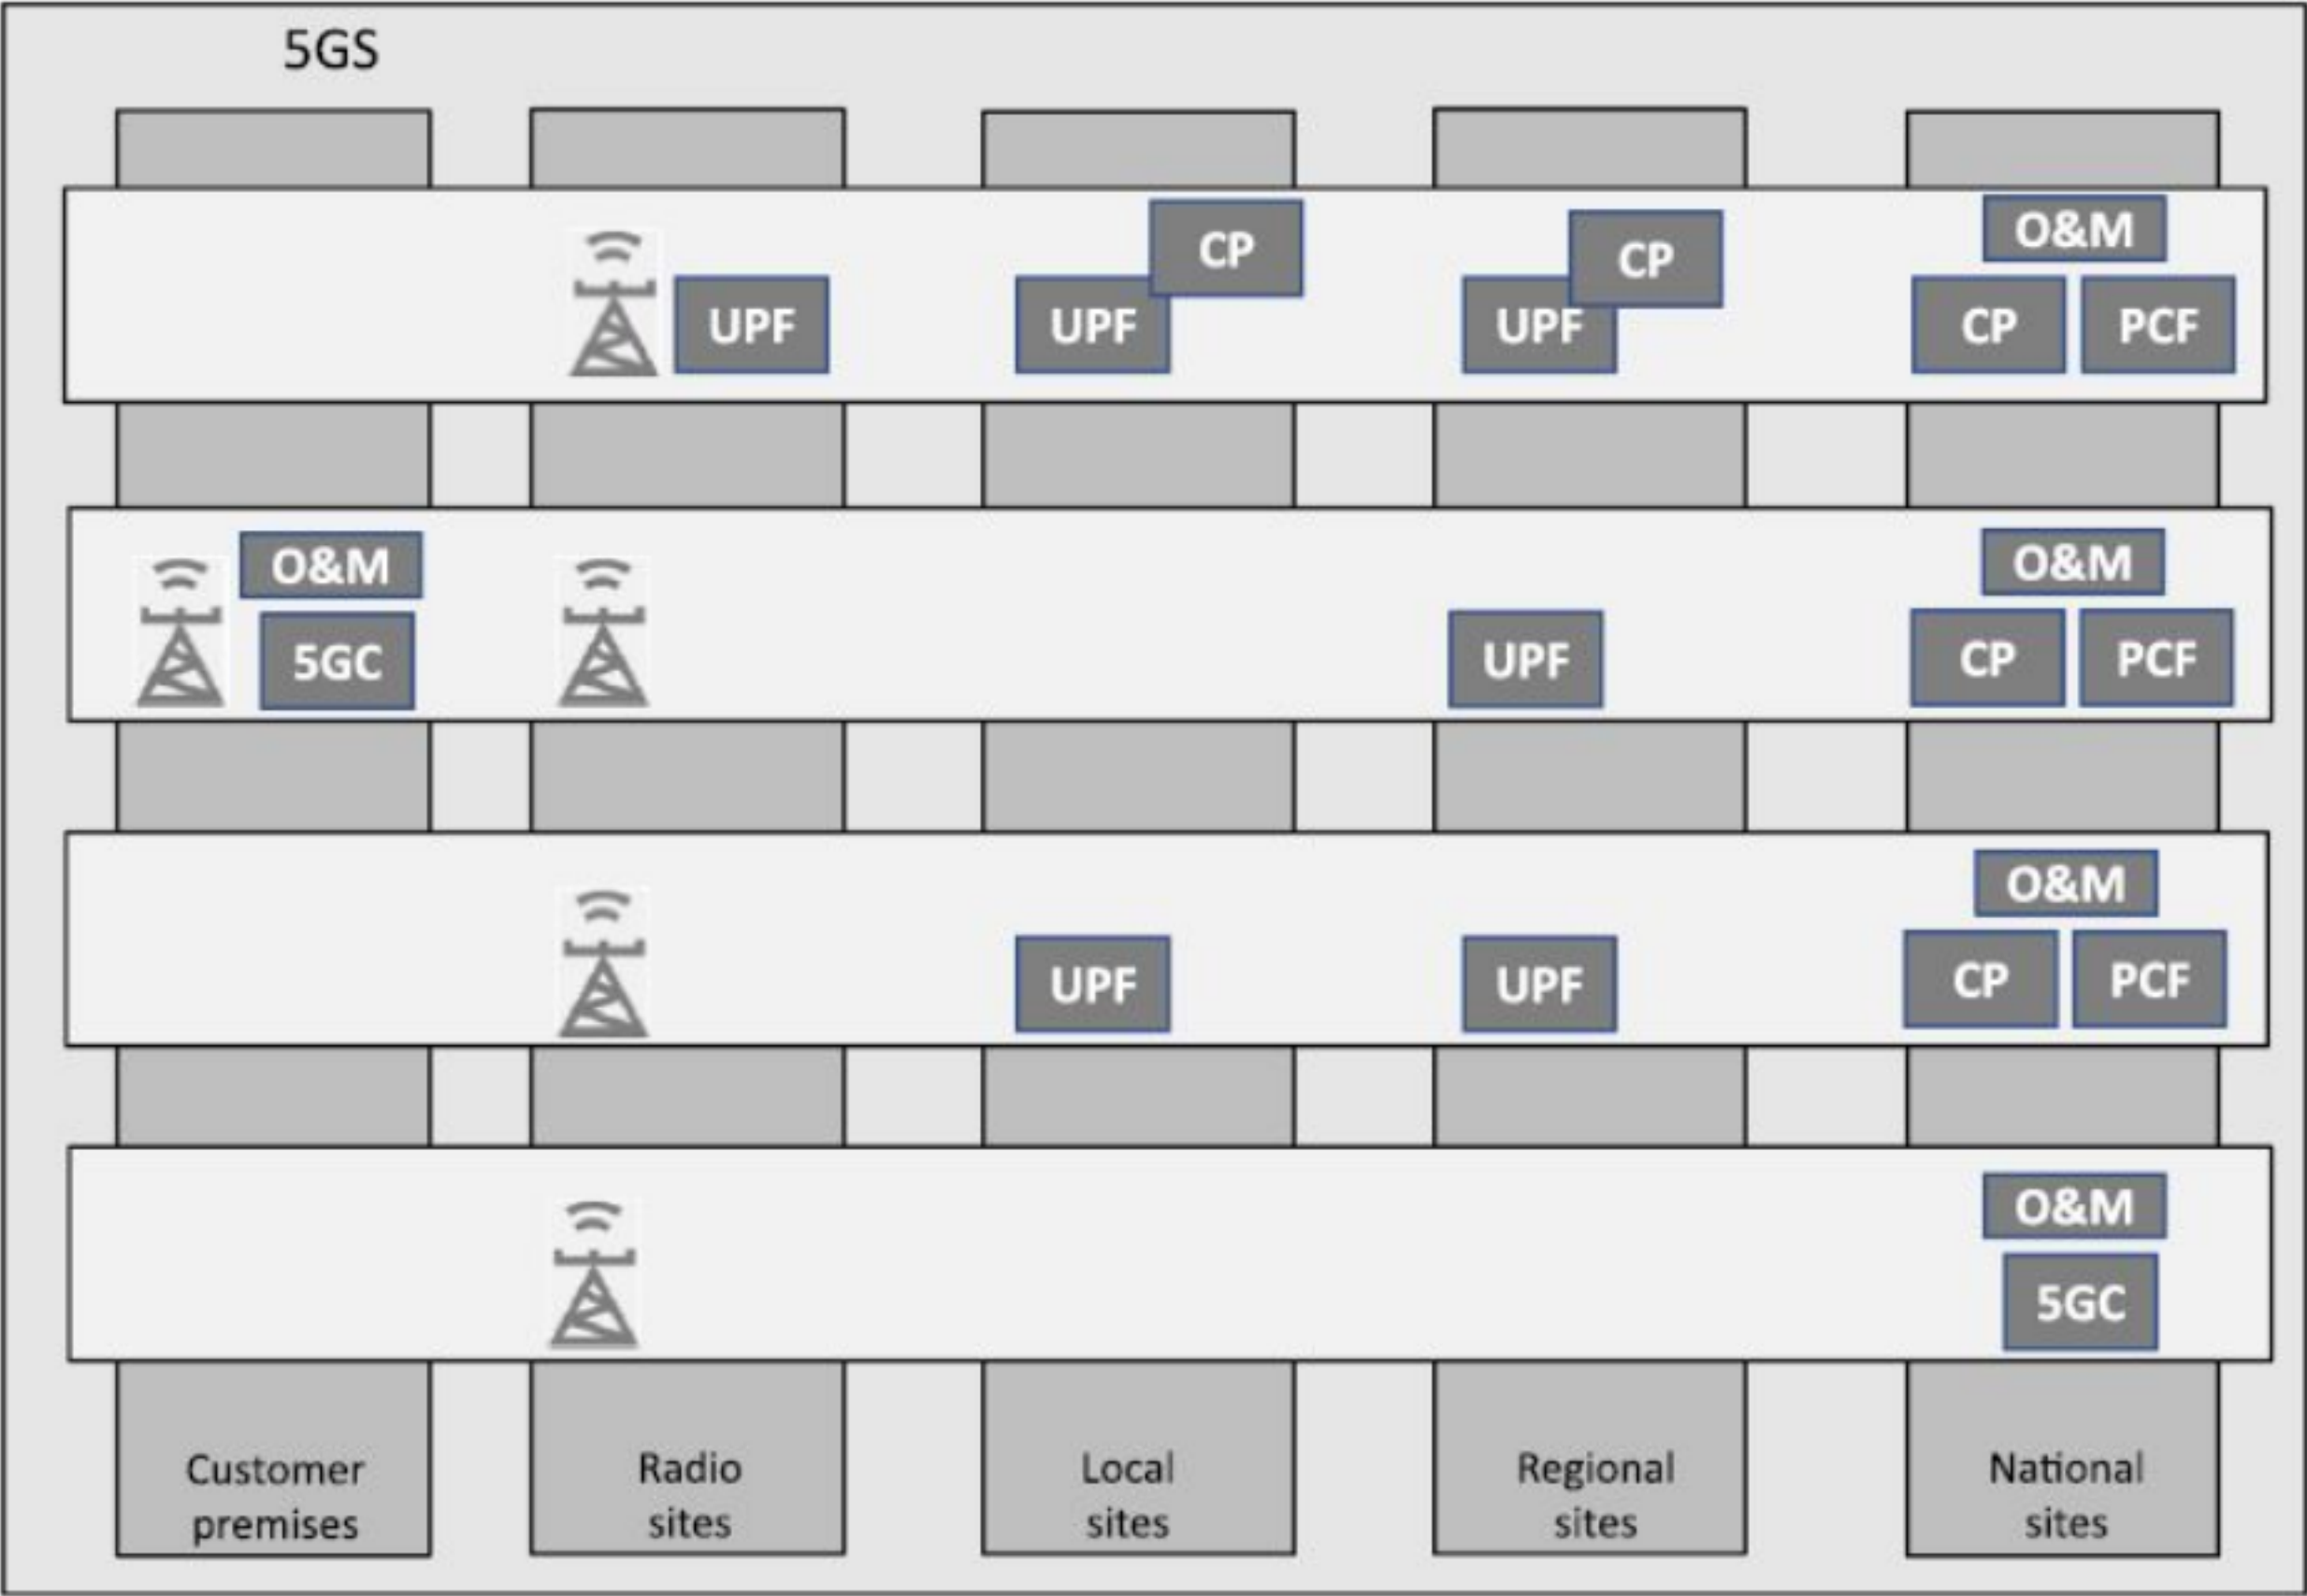 5GS
CP
CP
O&M
UPF
UPF
UPF
CP
PCF
O&M
O&M
5GC
UPF
CP
PCF
O&M
UPF
UPF
CP
PCF
O&M
5GC
Customer
premises
Radio
sites
Local
sites
Regional
sites
National
sites